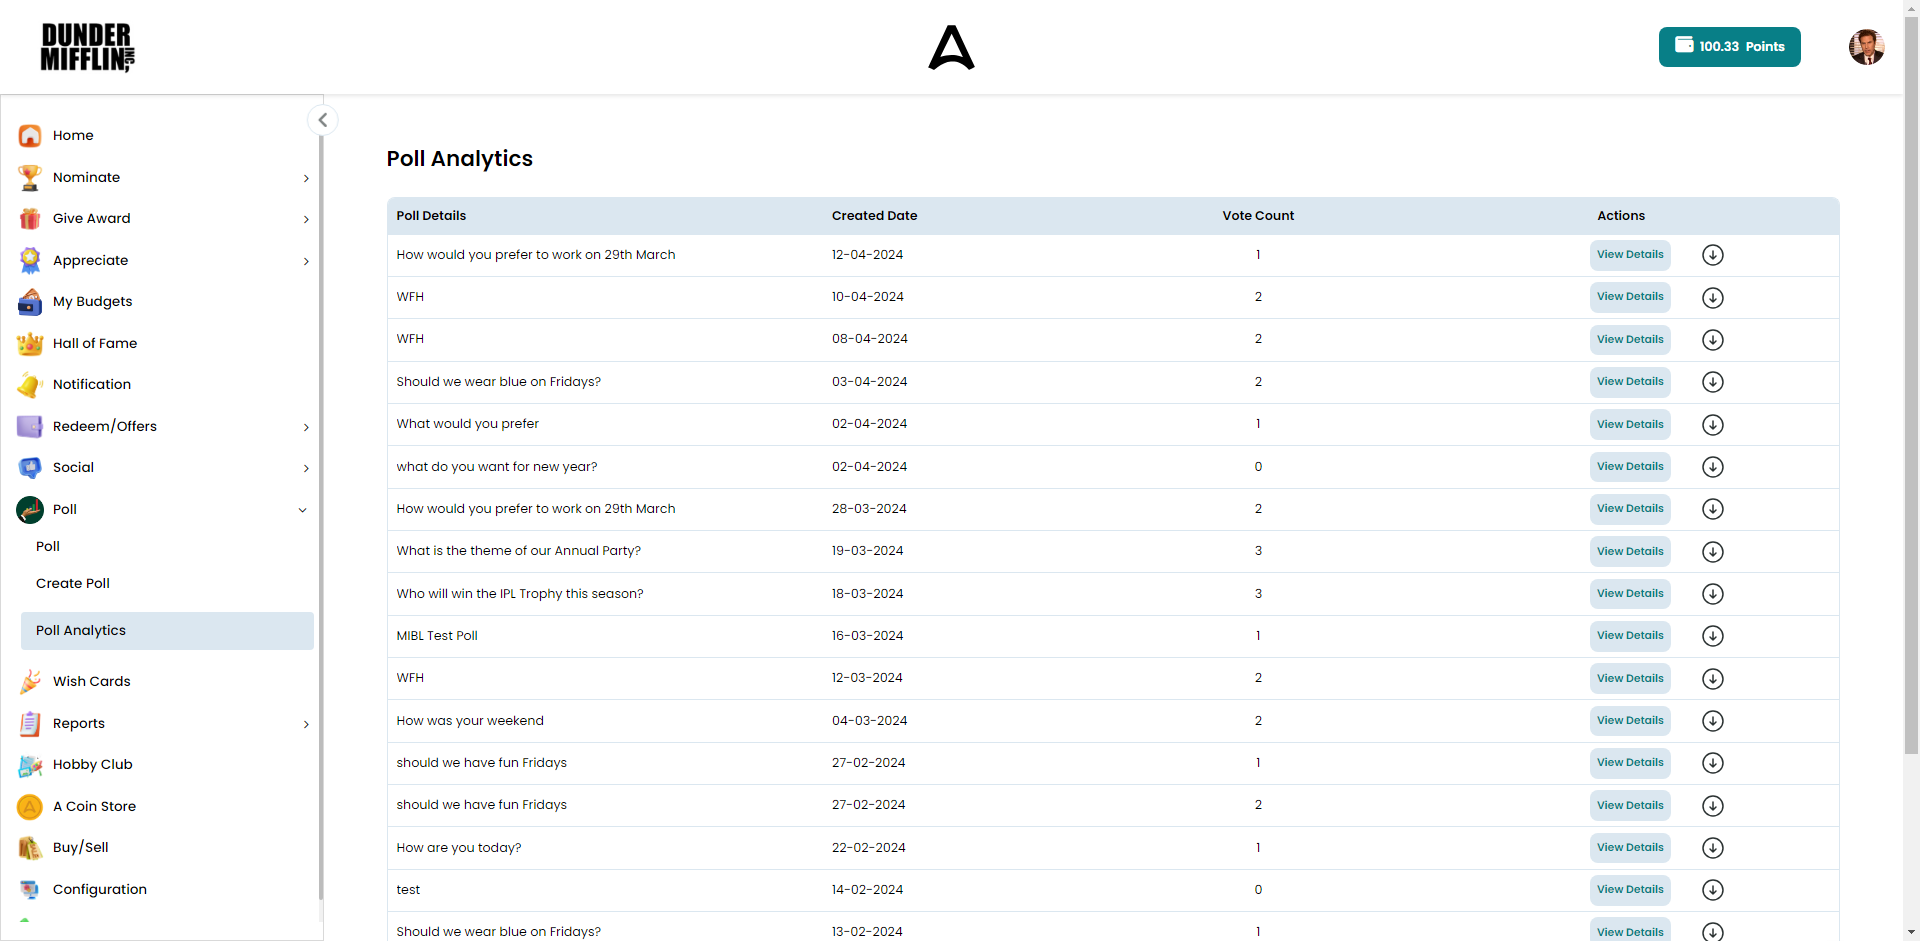 DUNDER
MIFFLIN INC,
100.33 Points
Home
Nominate
Give Award
Appreciate
My Budgets
Hall of Fame
Notification
Redeem/Offers
Social
Poll
Poll
Create Poll
Poll Analytics
Wish Cards
Reports
Hobby Club
A Coin Store
Buy/Sell
Configuration
Poll Analytics
Poll Details Created Date Vote Count Actions
How would you prefer to work on 29th March 12-04-2024 1 View Details
WFH 10-04-2024 2 View Details
WFH 08-04-2024 2 View Details
Should we wear blue on Fridays? 03-04-2024 2 View Details
What would you prefer 02-04-2024 1 View Details
what do you want for new year? 02-04-2024 0 View Details
How would you prefer to work on 29th March 28-03-2024 2 View Details
What is the theme of our Annual Party? 19-03-2024 3 View Details
Who will win the IPL Trophy this season? 18-03-2024 3 View Details
MIBL Test Poll 16-03-2024 1 View Details
WFH 12-03-2024 2 View Details
How was your weekend 04-03-2024 2 View Details
should we have fun Fridays 27-02-2024 1 View Details
should we have fun Fridays 27-02-2024 2 View Details
How are you today? 22-02-2024 1 View Details
test 14-02-2024 0 View Details
Should we wear blue on Fridays? 13-02-2024 1 View Details